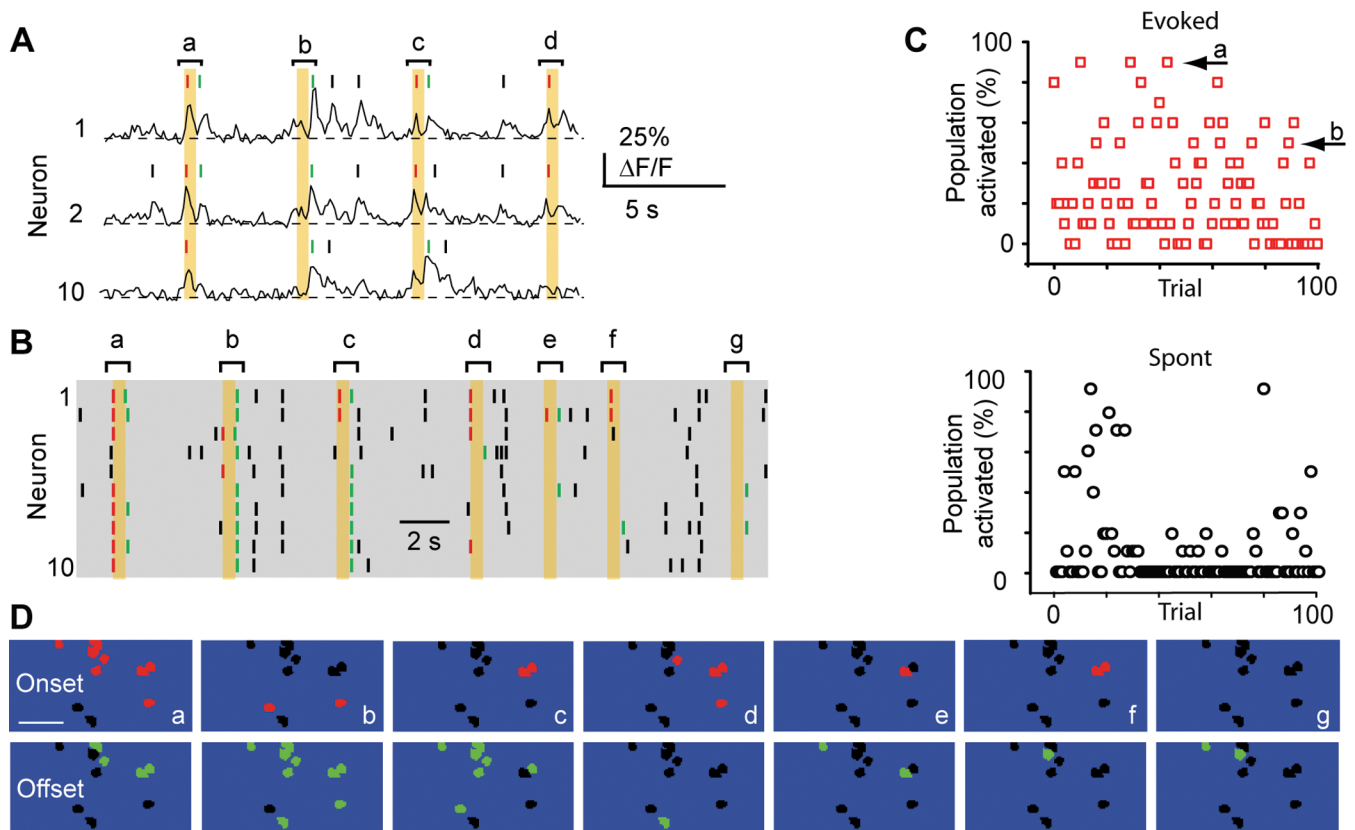 A
a b c d
1
2
10
Neuron
25%
ΔF/F
5 s
B
a b c d e f g
1
10
Neuron
2 s
C
Evoked
100
0
Population
activated (%)
a
b
0
Trial
100
Spont
100
0
Population
activated (%)
0
Trial
100
D
Onset
a b c d e f g
Offset